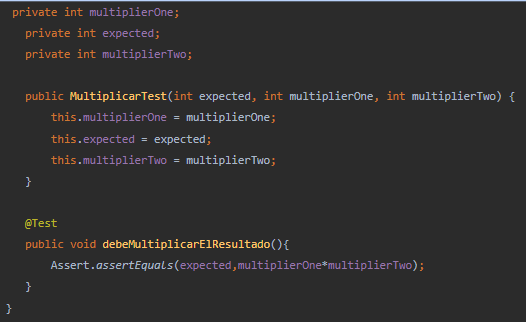 private int multiplierOne;
private int expected;
private int multiplierTwo;
public MultiplicarTest(int expected, int multiplierOne, int multiplierTwo) {
this.multiplierOne = multiplierOne;
this.expected = expected;
this.multiplierTwo = multiplierTwo;
}
@Test
public void debeMultiplicarElResultado(){
Assert.assertEquals(expected,multiplierOne*multiplierTwo);
}
}